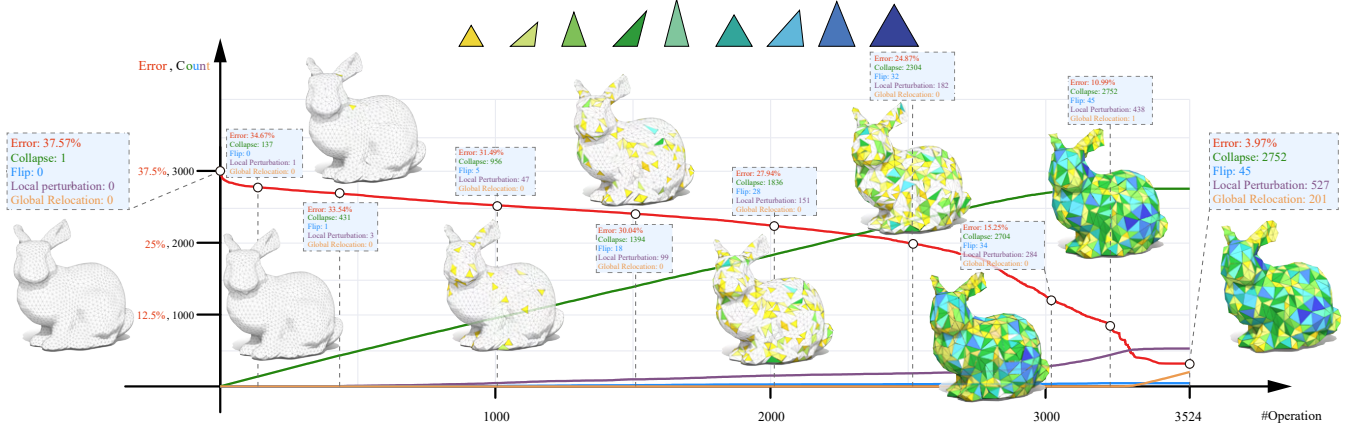 Error, Count
Error: 37.57%
Collapse: 1
Flip: 0
Local perturbation: 0
Global Relocation: 0
Error: 34.67%
Collapse: 137
Flip: 0
Local Perturbation: 1
Global Relocation: 0
Error: 33.54%
Collapse: 431
Flip: 1
Local Perturbation: 3
Global Relocation: 0
Error: 31.49%
Collapse: 956
Flip: 5
Local Perturbation: 47
Global Relocation: 0
Error: 30.04%
Collapse: 1394
Flip: 18
Local Perturbation: 99
Global Relocation: 0
Error: 27.94%
Collapse: 1836
Flip: 28
Local Perturbation: 151
Global Relocation: 0
Error: 24.87%
Collapse: 2304
Flip: 32
Local Perturbation: 182
Global Relocation: 0
Error: 15.25%
Collapse: 2704
Flip: 34
Local Perturbation: 284
Global Relocation: 0
Error: 10.99%
Collapse: 2752
Flip: 45
Local Perturbation: 438
Global Relocation: 1
Error: 3.97%
Collapse: 2752
Flip: 45
Local Perturbation: 527
Global Relocation: 201
37.5%, 3000
25%, 2000
12.5%, 1000
1000
2000
3000
3524
#Operation